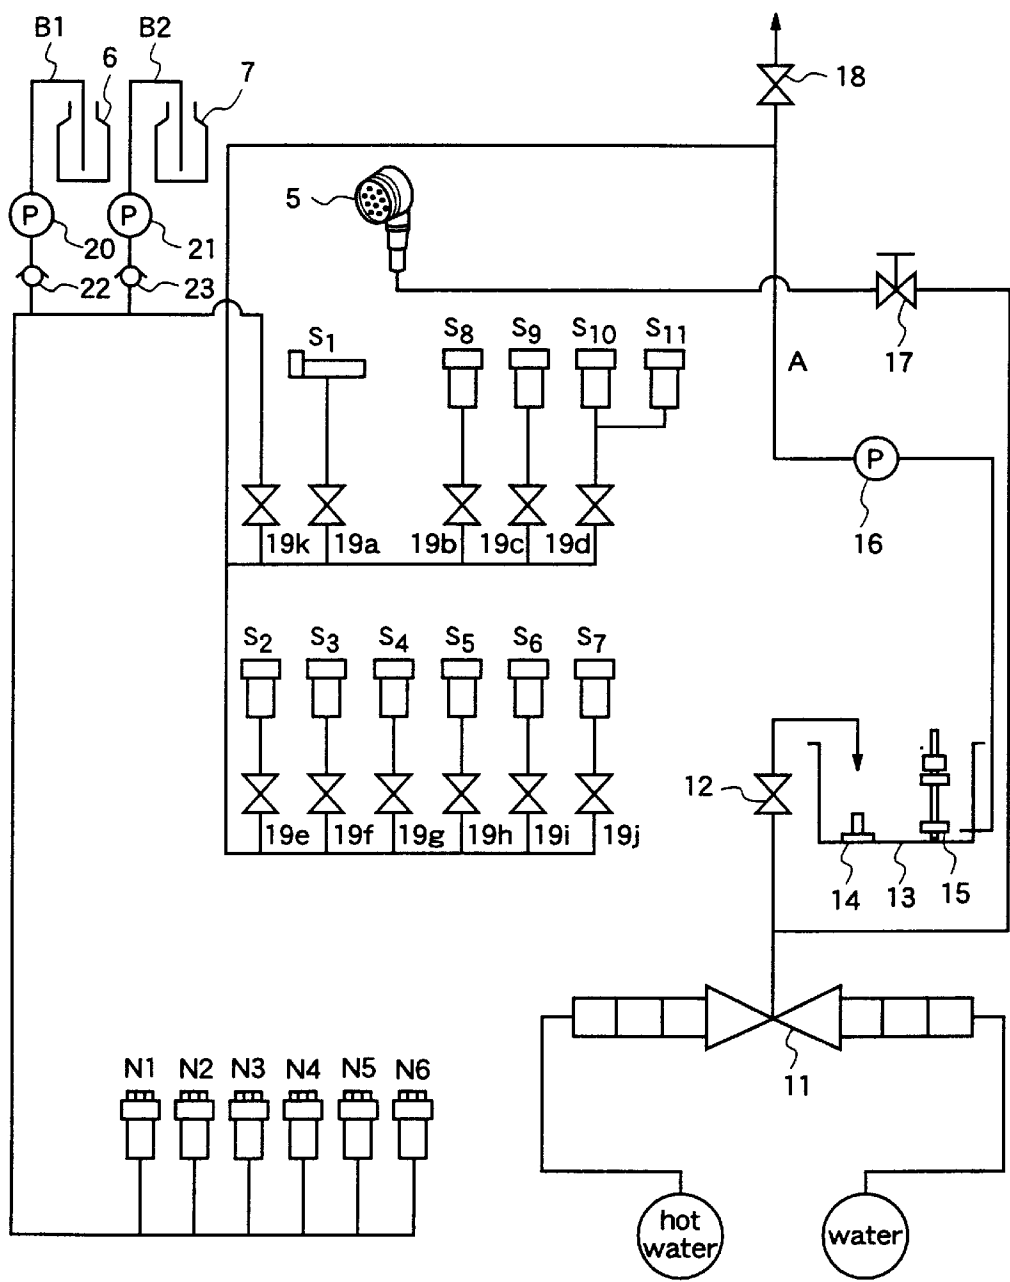 B1 B2
6
7
18
5
P P
20 21
22 23
17
S1 S8 S9 S10 S11
A
P
16
19k 19a 19b 19c 19d
S2 S3 S4 S5 S6 S7
12
19e 19f 19g 19h 19i 19j
14 13 15
11
N1 N2 N3 N4 N5 N6
hot
water
water